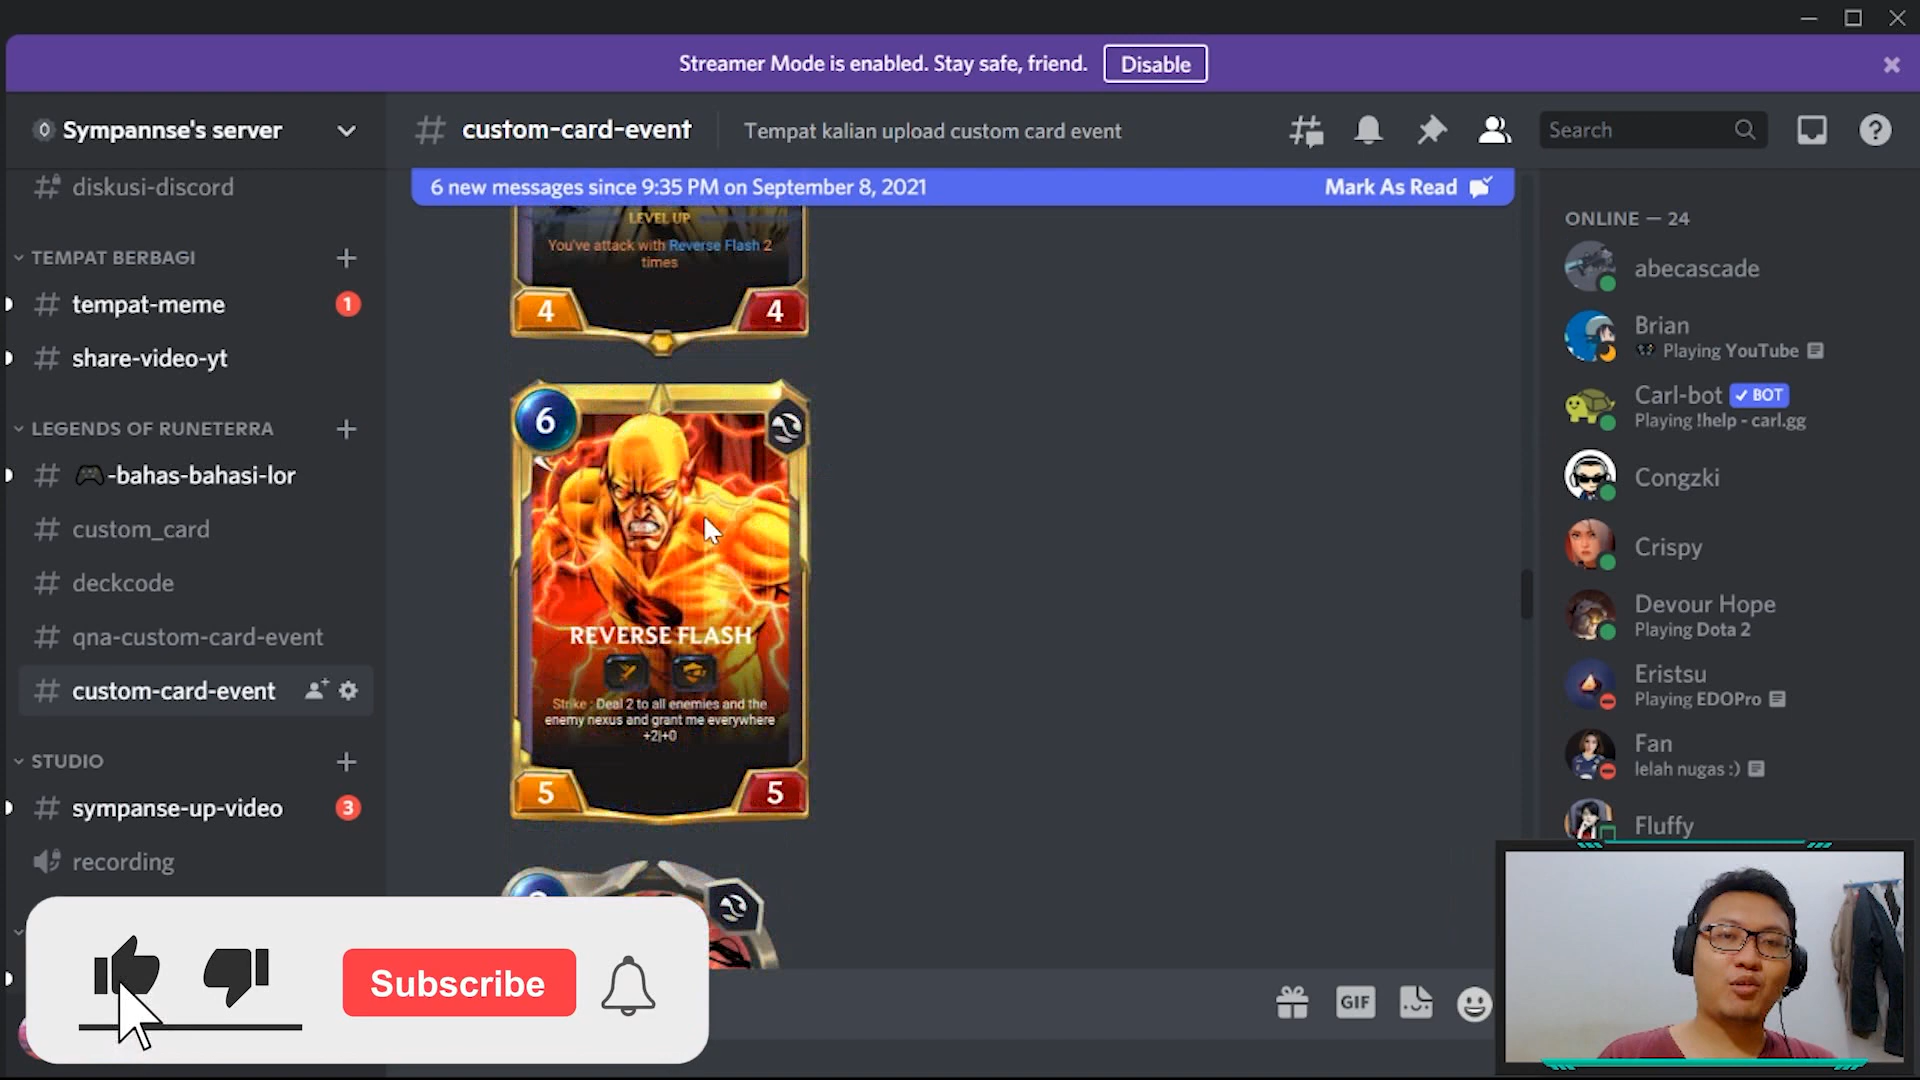 Streamer Mode is enabled. Stay safe, friend.
Disable
Sympannse's server
custom-card-event
Tempat kalian upload custom card event
Search
6 new messages since 9:35 PM on September 8, 2021
Mark As Read
diskusi-discord
TEMPAT BERBAGI
tempat-meme
1
share-video-yt
LEGENDS OF RUNETERRA
-bahas-bahasi-lor
custom_card
deckcode
qna-custom-card-event
custom-card-event
STUDIO
sympanse-up-video
3
recording
LEVEL UP
You've attack with Reverse Flash 2
times
4
4
6
REVERSE FLASH
Strike : Deal 2 to all enemies and the
enemy nexus and grant me everywhere
+2|+0
5
5
ONLINE — 24
abecascade
Brian
Playing YouTube
Carl-bot
BOT
Playing !help - carl.gg
Congzki
Crispy
Devour Hope
Playing Dota 2
Eristsu
Playing EDOPro
Fan
lelah nugas :)
Fluffy
Subscribe
GIF